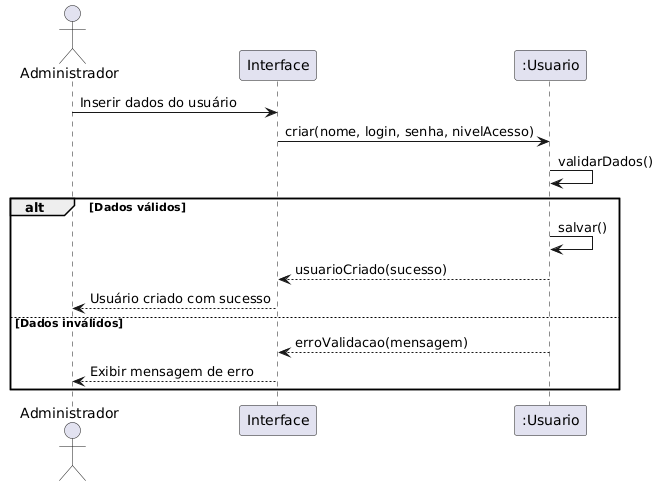 Administrador
Interface
:Usuario
Inserir dados do usuário
criar(nome, login, senha, nivelAcesso)
validarDados()
alt [Dados válidos]
salvar()
usuarioCriado(sucesso)
Usuário criado com sucesso
[Dados inválidos]
erroValidacao(mensagem)
Exibir mensagem de erro
Administrador
Interface
:Usuario